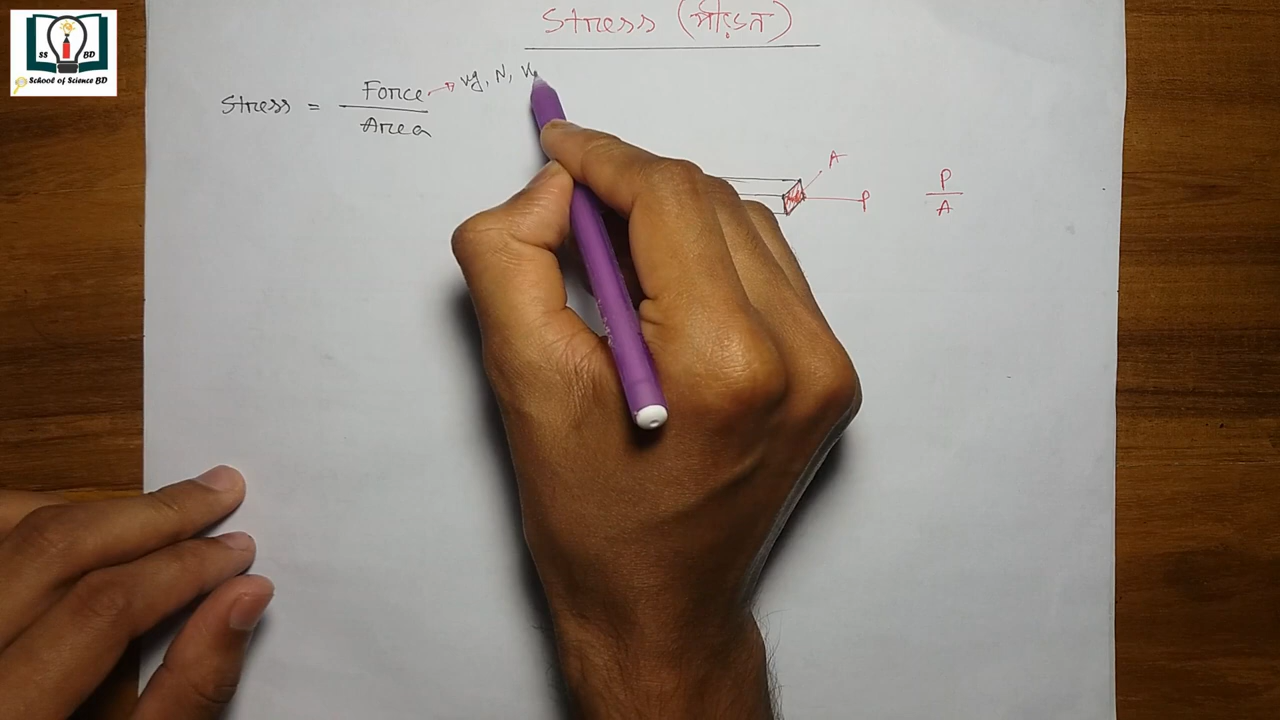 SS BD
School of Science BD
Stress (পীড়ন)
Stress = Force / Area → kg, N, K
A
P
P / A